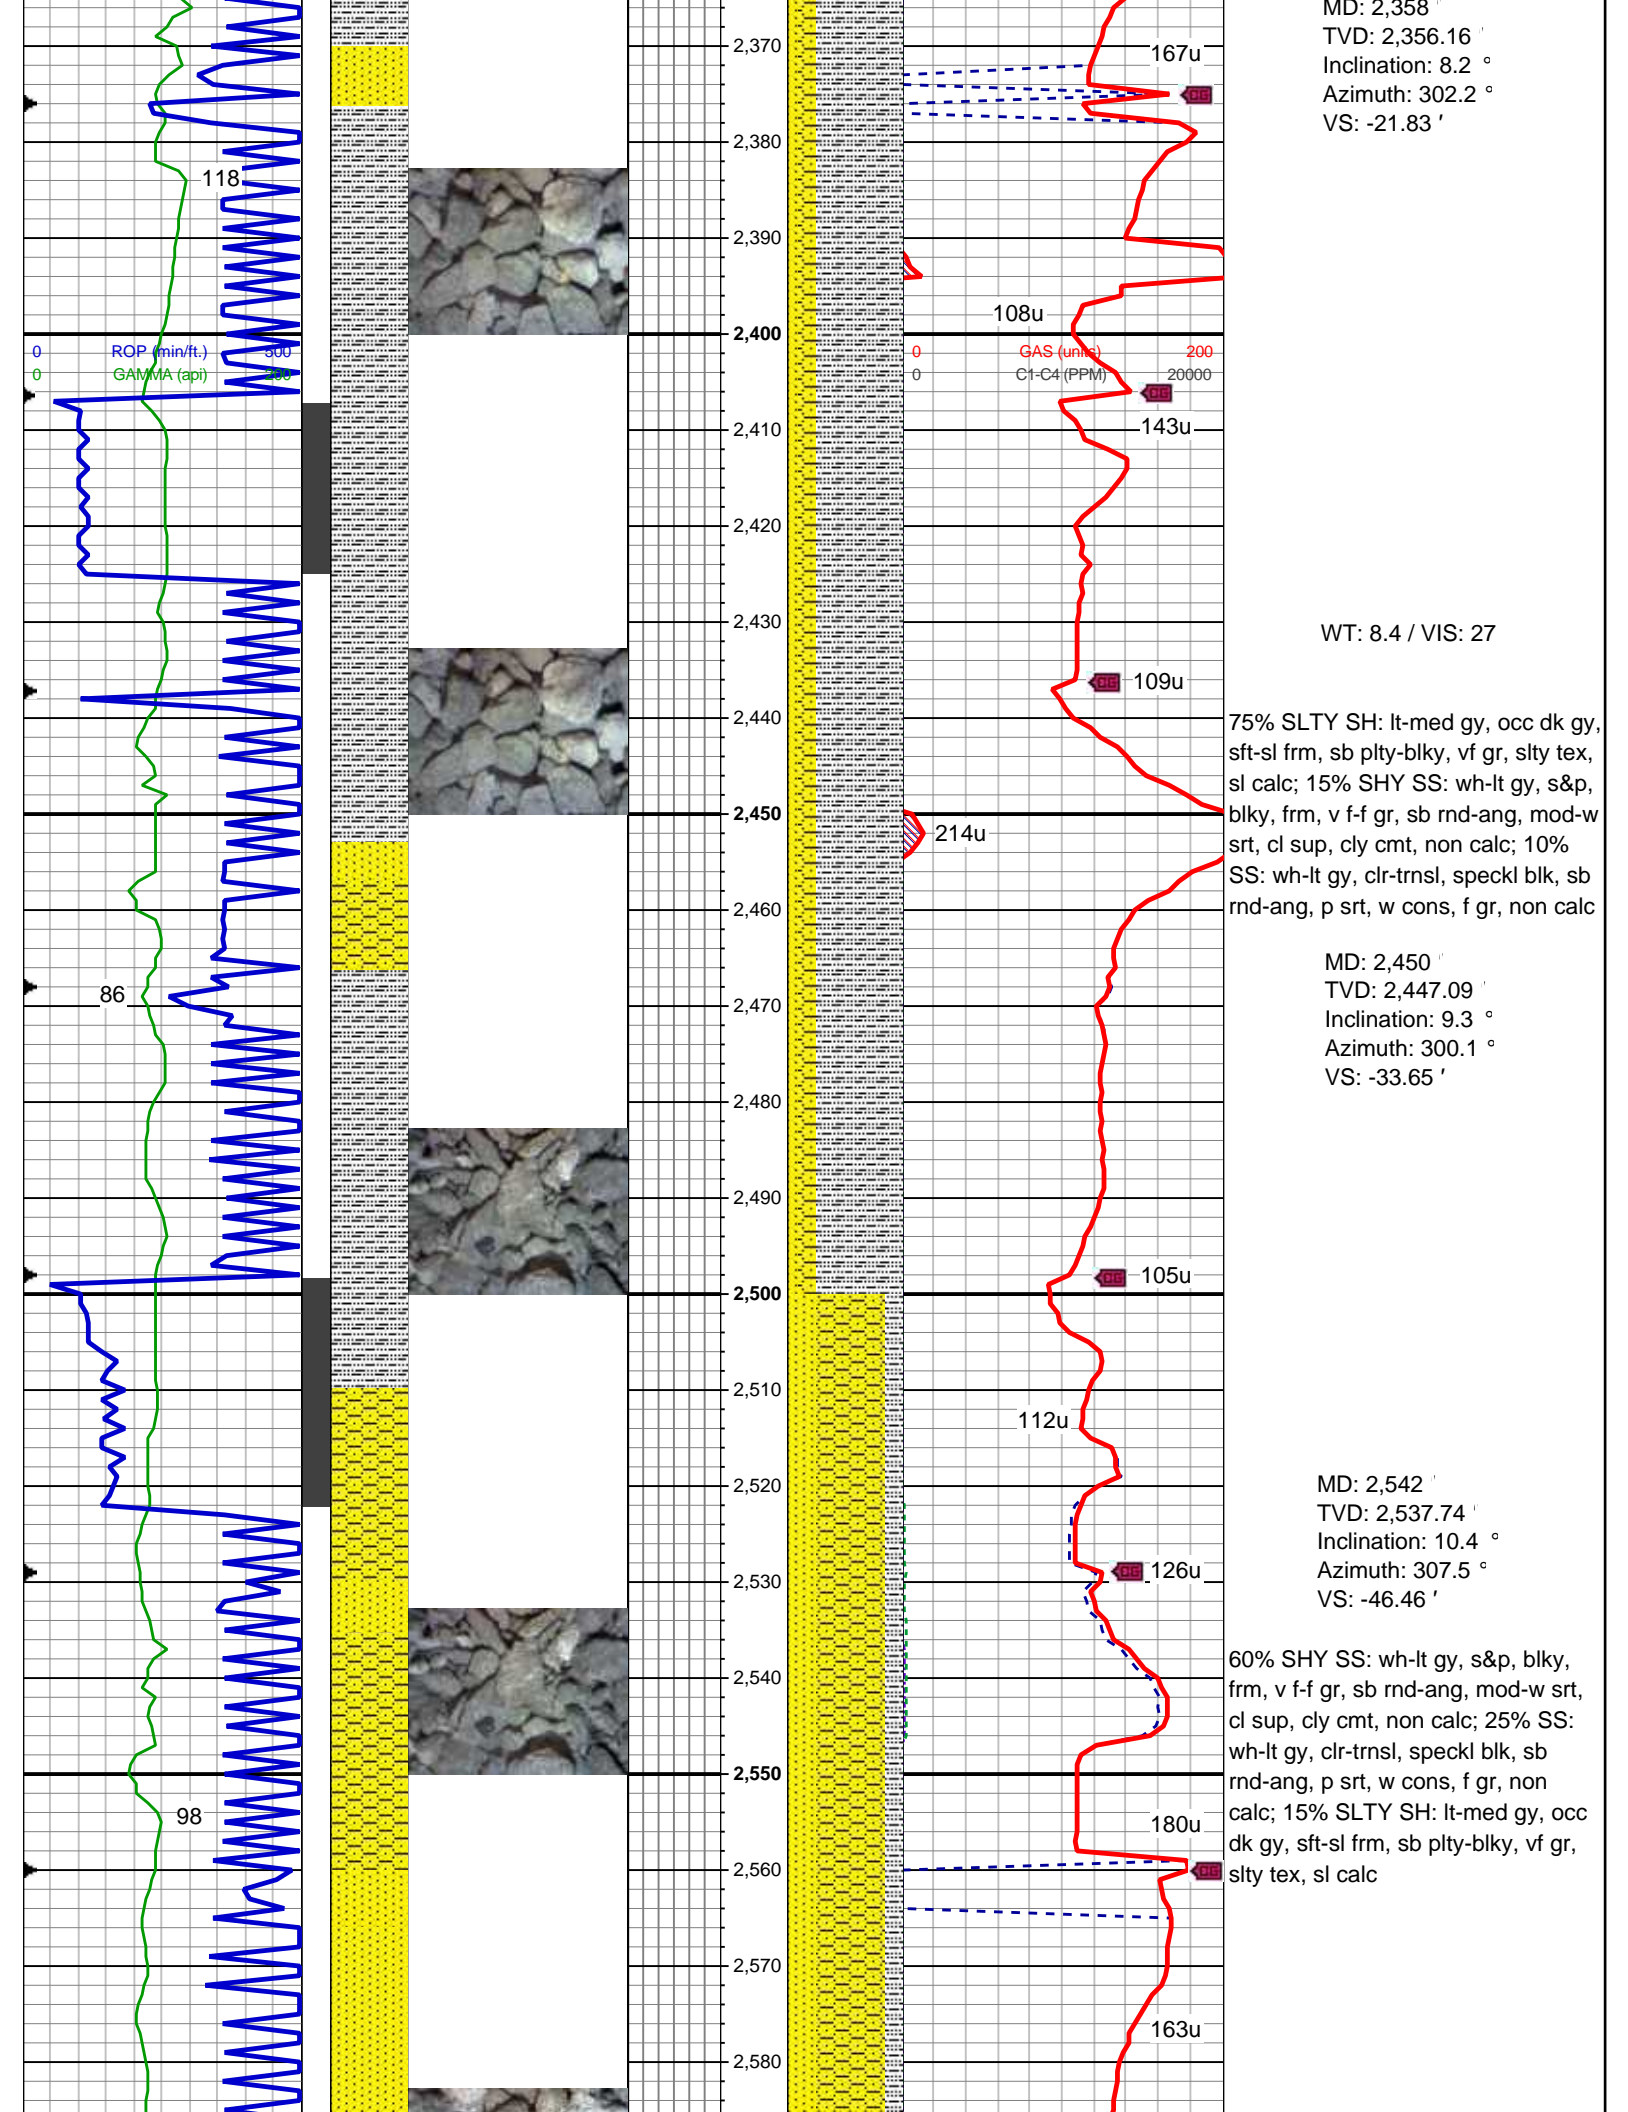 MD: 2,358 '
TVD: 2,356.16 '
Inclination: 8.2 °
Azimuth: 302.2 °
VS: -21.83 '
2,370
167u
CG
2,380
118
2,390
108u
2,400
0 ROP (min/ft.) 500
0 GAMMA (api) 200
0 GAS (units) 200
0 C1-C4 (PPM) 20000
CG
2,410
143u
2,420
2,430
WT: 8.4 / VIS: 27
CG 109u
2,440
75% SLTY SH: lt-med gy, occ dk gy,
sft-sl frm, sb plty-blky, vf gr, slty tex,
sl calc; 15% SHY SS: wh-lt gy, s&p,
blky, frm, v f-f gr, sb rnd-ang, mod-w
srt, cl sup, cly cmt, non calc; 10%
SS: wh-lt gy, clr-trnsl, speckl blk, sb
rnd-ang, p srt, w cons, f gr, non calc
2,450
214u
2,460
MD: 2,450 '
TVD: 2,447.09 '
Inclination: 9.3 °
Azimuth: 300.1 °
VS: -33.65 '
86
2,470
2,480
2,490
CG 105u
2,500
2,510
112u
2,520
MD: 2,542 '
TVD: 2,537.74 '
Inclination: 10.4 °
Azimuth: 307.5 °
VS: -46.46 '
CG 126u
2,530
2,540
60% SHY SS: wh-lt gy, s&p, blky,
frm, v f-f gr, sb rnd-ang, mod-w srt,
cl sup, cly cmt, non calc; 25% SS:
wh-lt gy, clr-trnsl, speckl blk, sb
rnd-ang, p srt, w cons, f gr, non
calc; 15% SLTY SH: lt-med gy, occ
dk gy, sft-sl frm, sb plty-blky, vf gr,
slty tex, sl calc
2,550
98
180u
2,560
CG
2,570
163u
2,580